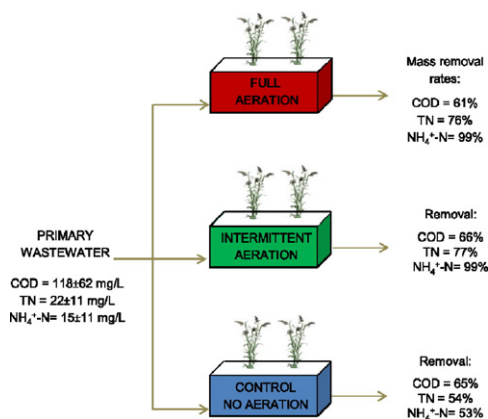 FULL
AERATION
Mass removal
rates:
COD = 61%
TN = 76%
NH₄⁺-N= 99%
PRIMARY
WASTEWATER
COD = 118±62 mg/L
TN = 22±11 mg/L
NH₄⁺-N= 15±11 mg/L
INTERMITTENT
AERATION
Removal:
COD = 66%
TN = 77%
NH₄⁺-N= 99%
CONTROL
NO AERATION
Removal:
COD = 65%
TN = 54%
NH₄⁺-N= 53%